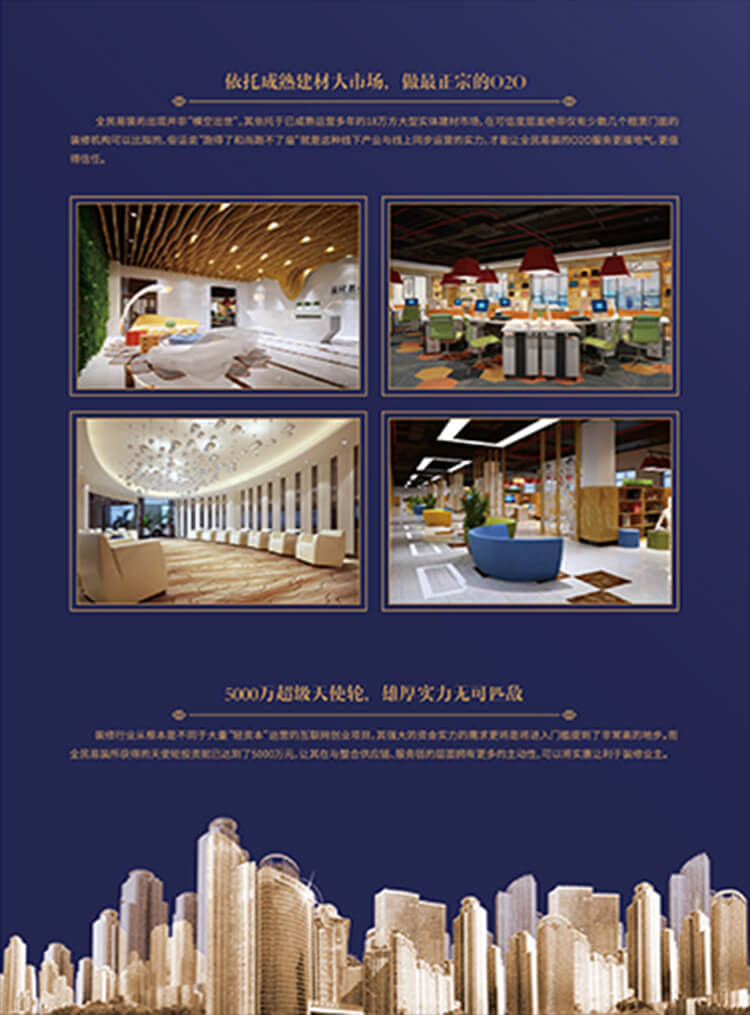 依托成熟建材大市场，做最正宗的O2O
全民易装的出现并非“横空出世”，其依托于已成熟运营多年的18万方大型实体建材市场，在可信度层面绝非仅有少数几个租赁门面的
装修机构可以比拟的，俗话说“跑得了和尚跑不了庙”就是这种线下产业与线上同步运营的实力，才能让全民易装的O2O服务更接地气，更值
得信任。
5000万超级天使轮，雄厚实力无可匹敌
装修行业从根本是不同于大量“轻资本”运营的互联网创业项目，其强大的资金实力的需求更将是将进入门槛提到了非常高的地步。而
全民易装所获得的天使轮投资就已达到了5000万元，让其在与整合供应链、服务链的层面拥有更多的主动性，可以将实惠让利于装修业主。